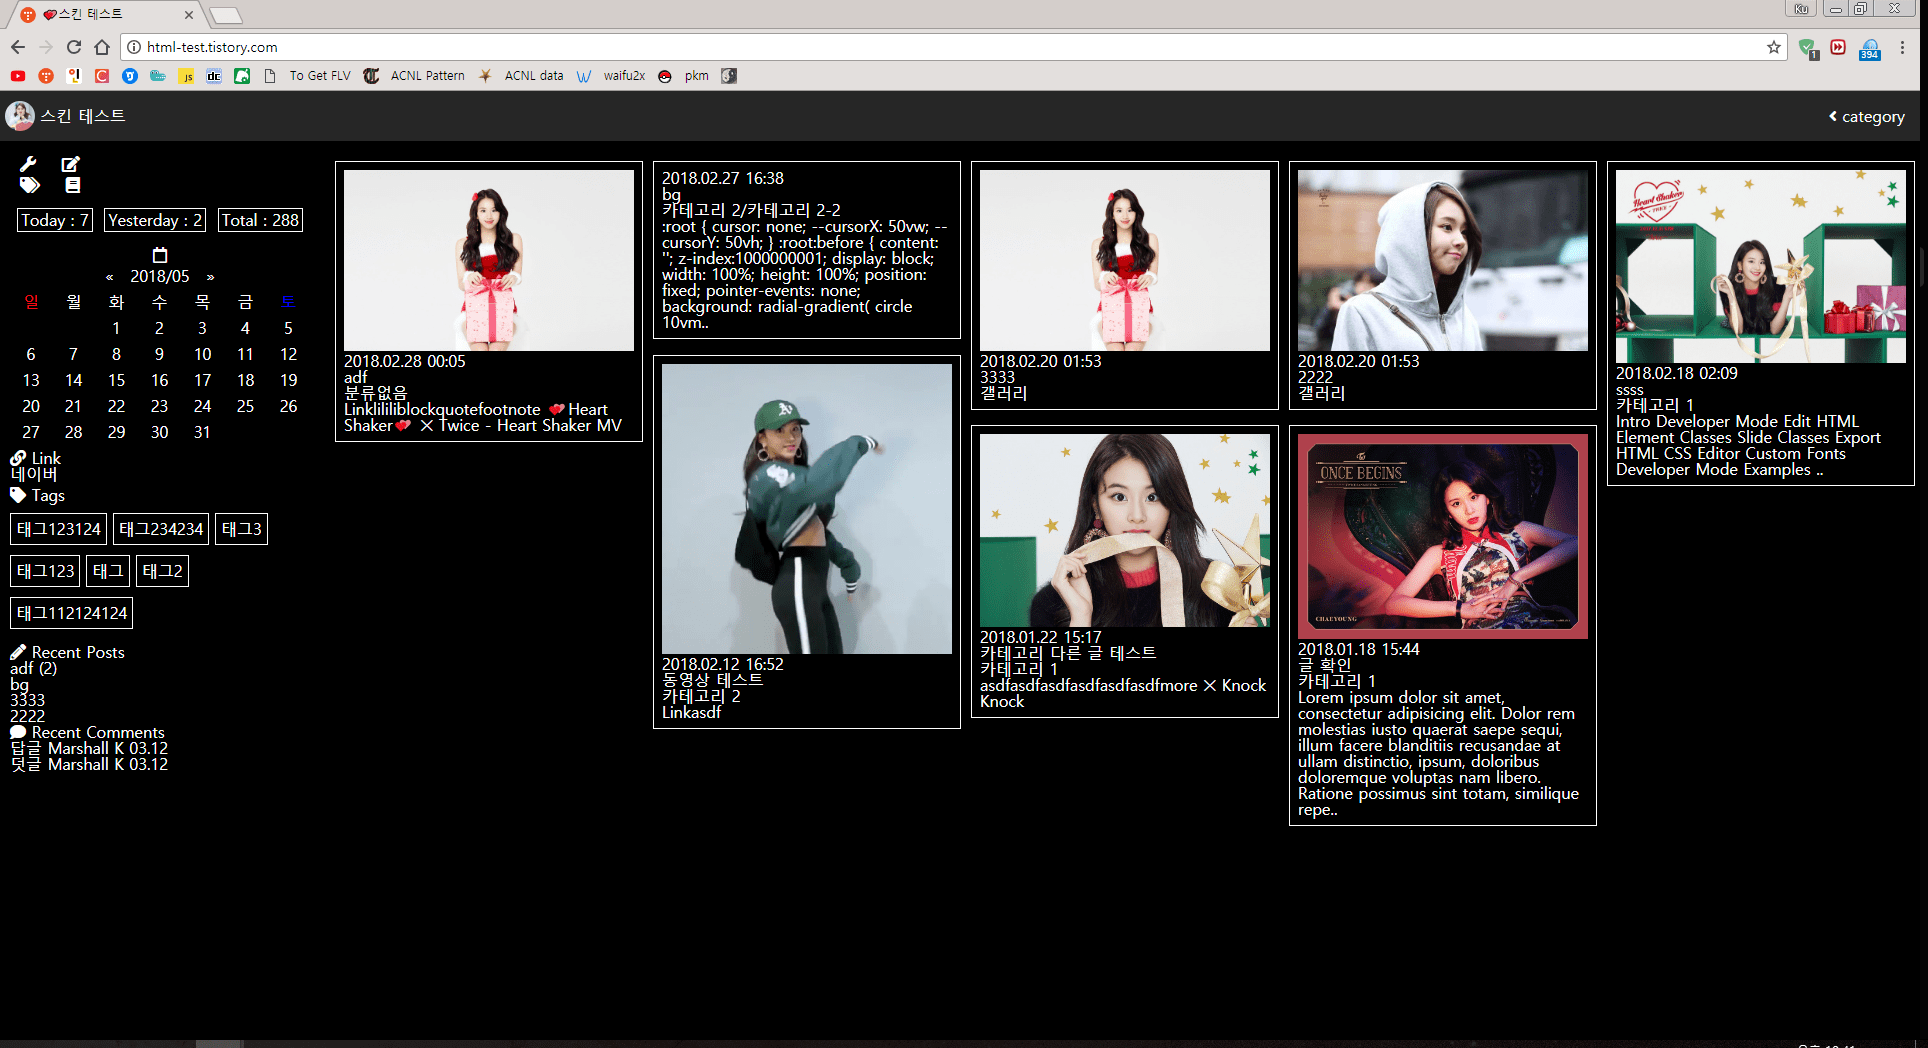 스킨 테스트
Ku
html-test.tistory.com
1
394
JS
dc
To Get FLV
ACNL Pattern
ACNL data
waifu2x
pkm
스킨 테스트
category
Today : 7
Yesterday : 2
Total : 288
« 2018/05 »
일 월 화 수 목 금 토
1 2 3 4 5
6 7 8 9 10 11 12
13 14 15 16 17 18 19
20 21 22 23 24 25 26
27 28 29 30 31
Link
네이버
Tags
태그123124 태그234234 태그3
태그123 태그 태그2
태그112124124
Recent Posts
adf (2)
bg
3333
2222
Recent Comments
답글 Marshall K 03.12
덧글 Marshall K 03.12
2018.02.28 00:05
adf
분류없음
Linklililiblockquotefootnote 💞Heart
Shaker💞 ✕ Twice - Heart Shaker MV
2018.02.27 16:38
bg
카테고리 2/카테고리 2-2
:root { cursor: none; --cursorX: 50vw; --
cursorY: 50vh; } :root:before { content:
''; z-index:1000000001; display: block;
width: 100%; height: 100%; position:
fixed; pointer-events: none;
background: radial-gradient( circle
10vm..
2018.02.12 16:52
동영상 테스트
카테고리 2
Linkasdf
2018.02.20 01:53
3333
갤러리
2018.01.22 15:17
카테고리 다른 글 테스트
카테고리 1
asdfasdfasdfasdfasdfasdfmore ✕ Knock
Knock
2018.02.20 01:53
2222
갤러리
ONCE BEGINS
CHAEYOUNG
2018.01.18 15:44
글 확인
카테고리 1
Lorem ipsum dolor sit amet,
consectetur adipisicing elit. Dolor rem
molestias iusto quaerat saepe sequi,
illum facere blanditiis recusandae at
ullam distinctio, ipsum, doloribus
doloremque voluptas nam libero.
Ratione possimus sint totam, similique
repe..
Heart Shaker
2018.02.18 02:09
ssss
카테고리 1
Intro Developer Mode Edit HTML
Element Classes Slide Classes Export
HTML CSS Editor Custom Fonts
Developer Mode Examples ..